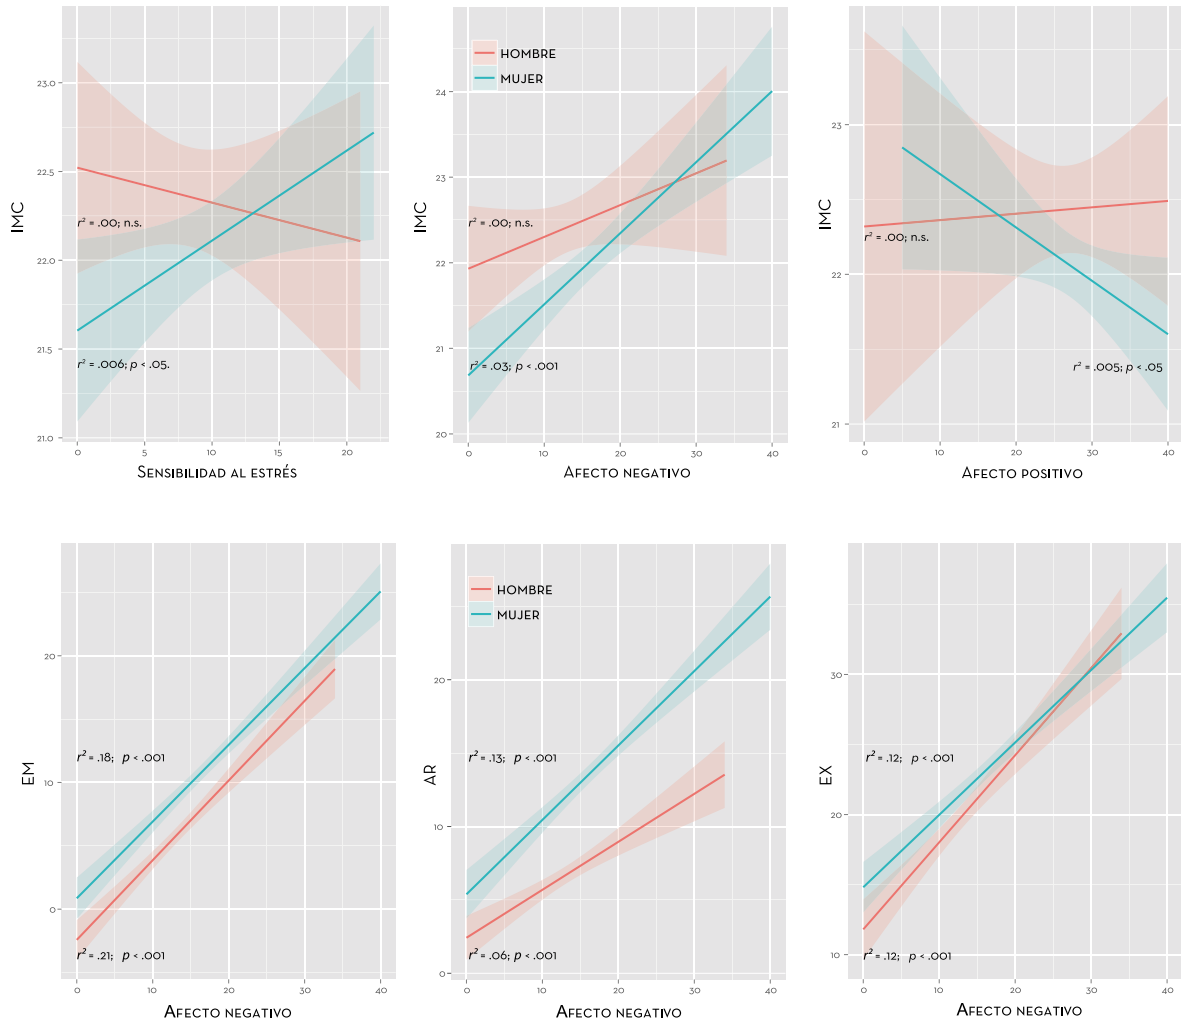 23.0
22.5
22.0
21.5
21.0
IMC
r² = .00; n.s.
r² = .006; p < .05.
0 5 10 15 20
SENSIBILIDAD AL ESTRÉS
HOMBRE
MUJER
24
23
22
21
20
IMC
r² = .00; n.s.
r² = .03; p < .001
0 10 20 30 40
AFECTO NEGATIVO
23
22
21
IMC
r² = .00; n.s.
r² = .005; p < .05
0 10 20 30 40
AFECTO POSITIVO
20
10
0
EM
r² = .18; p < .001
r² = .21; p < .001
0 10 20 30 40
AFECTO NEGATIVO
HOMBRE
MUJER
20
10
0
AR
r² = .13; p < .001
r² = .06; p < .001
0 10 20 30 40
AFECTO NEGATIVO
30
20
10
EX
r² = .12; p < .001
r² = .12; p < .001
0 10 20 30 40
AFECTO NEGATIVO